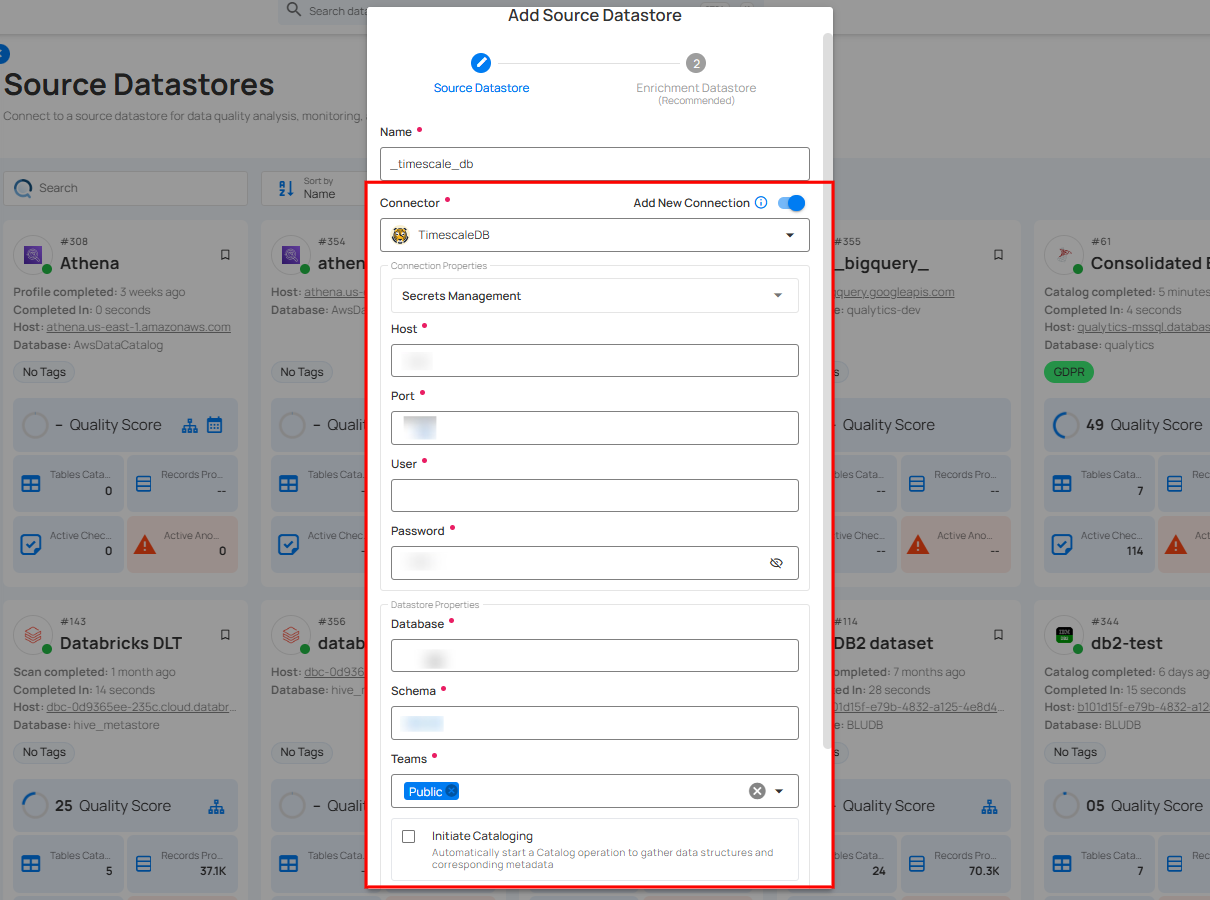 Search data
Add Source Datastore
2
Source Datastore
Enrichment Datastore
(Recommended)
Source Datastores
Connect to a source datastore for data quality analysis, monitoring,
Name
_timescale_db
Search
Sort by
Name
Connector
Add New Connection
TimescaleDB
Connection Properties
Secrets Management
Host
Port
User
Password
Datastore Properties
Database
Schema
Teams
Public
Initiate Cataloging
Automatically start a Catalog operation to gather data structures and
corresponding metadata
#308
Athena
Profile completed: 3 weeks ago
Completed In: 0 seconds
Host: athena.us-east-1.amazonaws.com
Database: AwsDataCatalog
No Tags
– Quality Score
Tables Cata...
0
Records Pro...
--
Active Chec...
0
Active Ano...
0
#354
athen
Host: athena.us-
Database: AwsD
No Tags
– Quali
Tables Cata
Active Chec
#355
_bigquery_
query.googleapis.com
e: qualytics-dev
Quality Score
les Cata...
--
Records Pro...
--
tive Chec...
--
Active Ano...
--
#61
Consolidated
Catalog completed: 5 minutes
Completed In: 4 seconds
Host: qualytics-mssql.databas
Database: qualytics
GDPR
49 Quality Score
Tables Cata...
7
Rec
Active Chec...
114
Act
#143
Databricks DLT
Scan completed: 1 month ago
Completed In: 14 seconds
Host: dbc-0d9365ee-235c.cloud.databr...
Database: hive_metastore
No Tags
25 Quality Score
Tables Cata...
5
Records Pro...
37.1K
#356
datab
Host: dbc-0d936
Database: hive_r
No Tags
– Quali
Tables Cata
#114
DB2 dataset
completed: 7 months ago
ed In: 28 seconds
01d15f-e79b-4832-a125-4e8d4...
e: BLUDB
Quality Score
les Cata...
24
Records Pro...
70.3K
#344
db2-test
Catalog completed: 6 days ago
Completed In: 15 seconds
Host: b101d15f-e79b-4832-a12
Database: BLUDB
No Tags
05 Quality Score
Tables Cata...
7
Rec